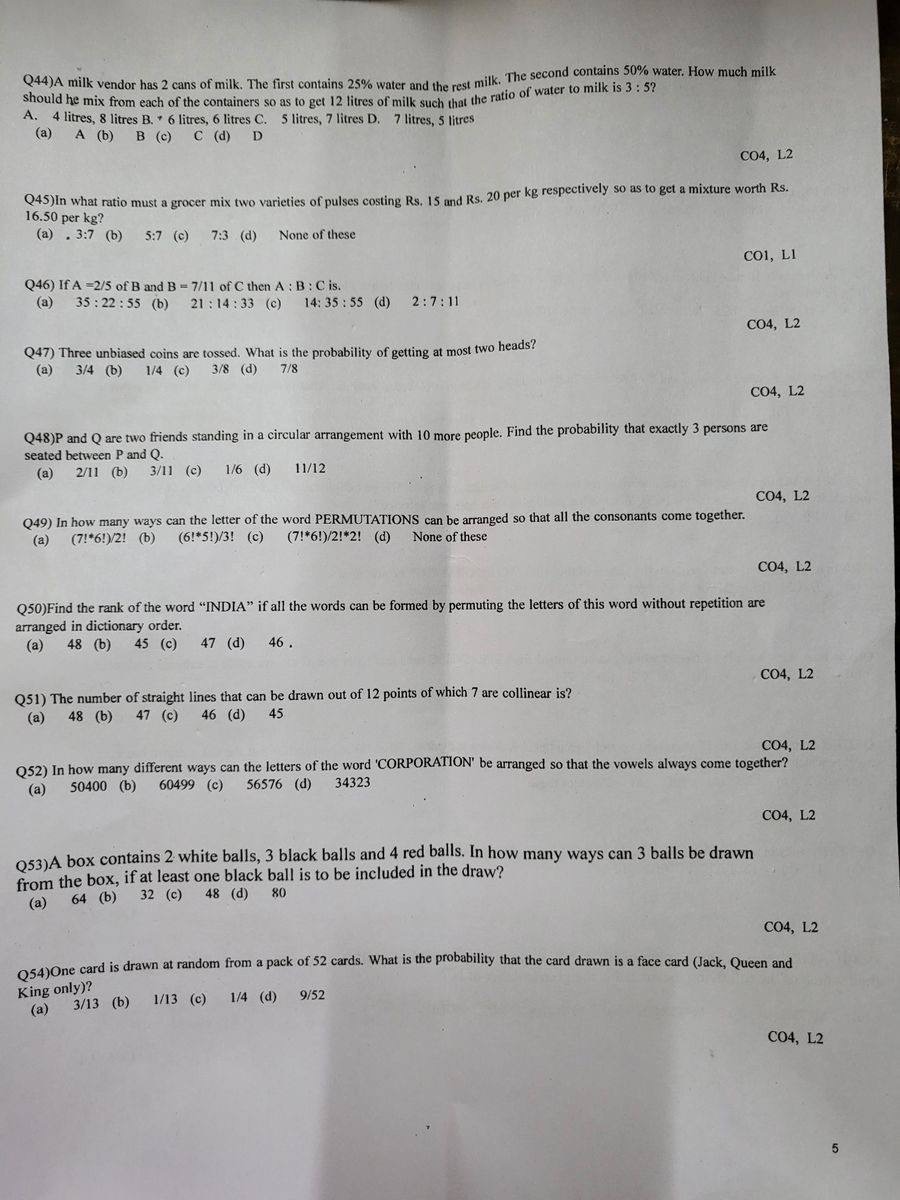 Q44)A milk vendor has 2 cans of milk. The first contains 25% water and the rest milk. The second contains 50% water. How much milk
should he mix from each of the containers so as to get 12 litres of milk such that the ratio of water to milk is 3 : 5?
A. 4 litres, 8 litres B. 6 litres, 6 litres C. 5 litres, 7 litres D. 7 litres, 5 litres
(a) A (b) B (c) C (d) D
CO4, L2
Q45)In what ratio must a grocer mix two varieties of pulses costing Rs. 15 and Rs. 20 per kg respectively so as to get a mixture worth Rs.
16.50 per kg?
(a) . 3:7 (b) 5:7 (c) 7:3 (d) None of these
CO1, L1
Q46) If A =2/5 of B and B = 7/11 of C then A : B : C is.
(a) 35 : 22 : 55 (b) 21 : 14 : 33 (c) 14: 35 : 55 (d) 2 : 7 : 11
CO4, L2
Q47) Three unbiased coins are tossed. What is the probability of getting at most two heads?
(a) 3/4 (b) 1/4 (c) 3/8 (d) 7/8
CO4, L2
Q48)P and Q are two friends standing in a circular arrangement with 10 more people. Find the probability that exactly 3 persons are
seated between P and Q.
(a) 2/11 (b) 3/11 (c) 1/6 (d) 11/12
CO4, L2
Q49) In how many ways can the letter of the word PERMUTATIONS can be arranged so that all the consonants come together.
(a) (7!*6!)/2! (b) (6!*5!)/3! (c) (7!*6!)/2!*2! (d) None of these
CO4, L2
Q50)Find the rank of the word “INDIA” if all the words can be formed by permuting the letters of this word without repetition are
arranged in dictionary order.
(a) 48 (b) 45 (c) 47 (d) 46 .
CO4, L2
Q51) The number of straight lines that can be drawn out of 12 points of which 7 are collinear is?
(a) 48 (b) 47 (c) 46 (d) 45
CO4, L2
Q52) In how many different ways can the letters of the word 'CORPORATION' be arranged so that the vowels always come together?
(a) 50400 (b) 60499 (c) 56576 (d) 34323
CO4, L2
Q53)A box contains 2 white balls, 3 black balls and 4 red balls. In how many ways can 3 balls be drawn
from the box, if at least one black ball is to be included in the draw?
(a) 64 (b) 32 (c) 48 (d) 80
CO4, L2
Q54)One card is drawn at random from a pack of 52 cards. What is the probability that the card drawn is a face card (Jack, Queen and
King only)?
(a) 3/13 (b) 1/13 (c) 1/4 (d) 9/52
CO4, L2
5